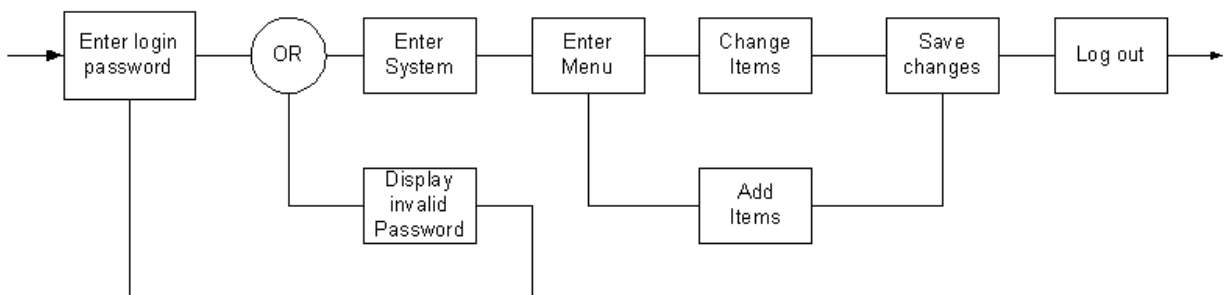 Enter login
password
OR
Enter
System
Enter
Menu
Change
Items
Save
changes
Log out
Display
invalid
Password
Add
Items